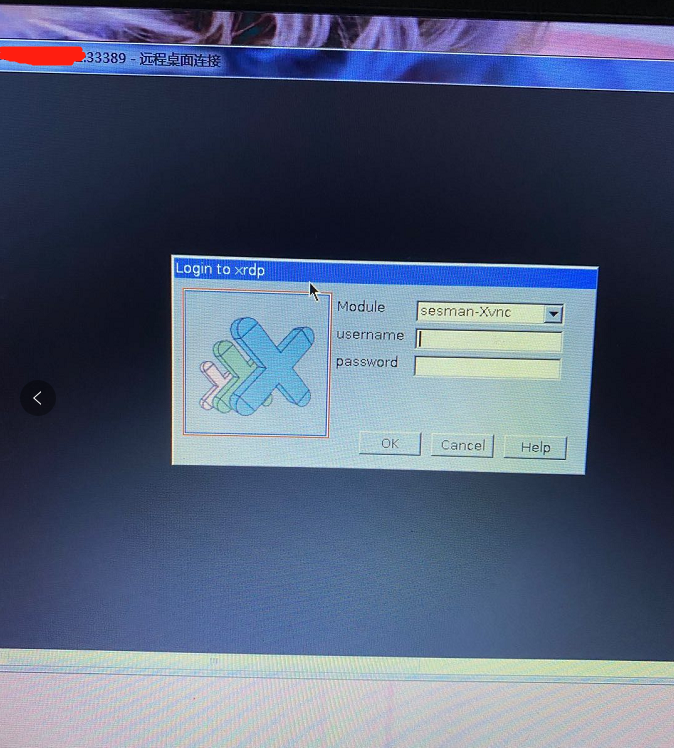 :33389 - 远程桌面连接
Login to xrdp
Module
sesman-Xvnc
username
password
OK
Cancel
Help